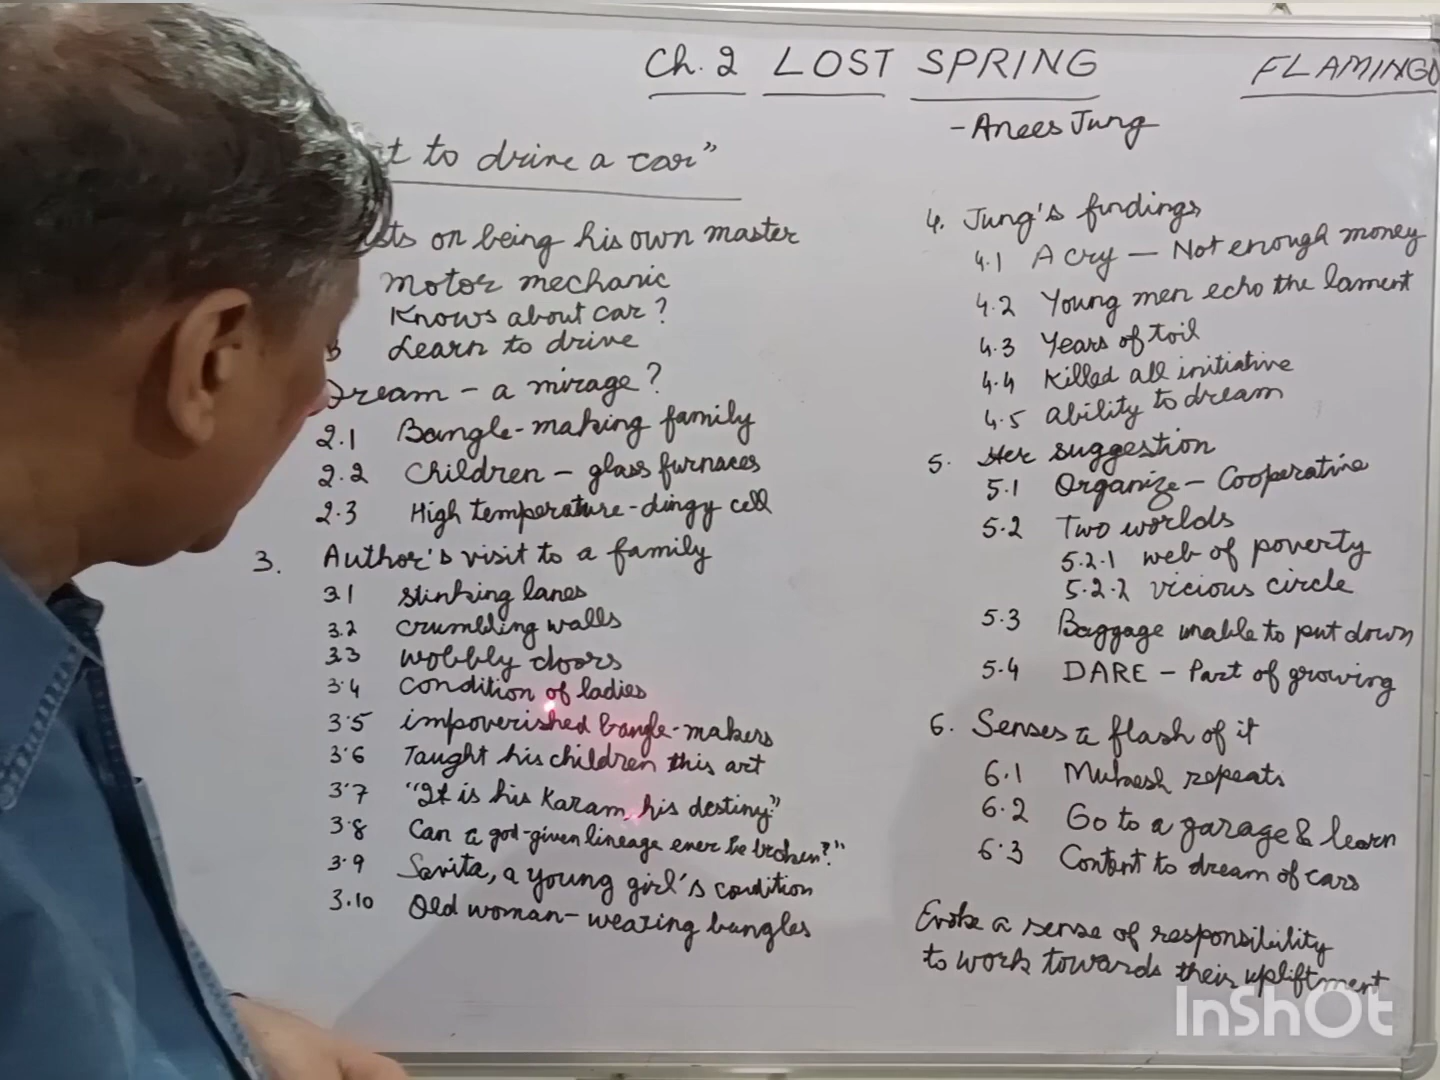 Ch. 2 LOST SPRING
FLAMINGO
- Anees Jung
t to drive a car"
sts on being his own master
Motor mechanic
Knows about car?
Learn to drive
Dream - a mirage?
2.1 Bangle-making family
2.2 Children - glass furnaces
2.3 High temperature - dingy cell
3. Author's visit to a family
3.1 stinking lanes
3.2 crumbling walls
3.3 wobbly doors
3.4 condition of ladies
3.5 impoverished bangle-makers
3.6 Taught his children this art
3.7 "It is his Karam, his destiny."
3.8 Can a god-given lineage ever be broken?"
3.9 Savita, a young girl's condition
3.10 Old woman - wearing bangles
4. Jung's findings
4.1 A cry - Not enough money
4.2 Young men echo the lament
4.3 Years of toil
4.4 Killed all initiative
4.5 ability to dream
5. Her suggestion
5.1 Organize - Cooperative
5.2 Two worlds
5.2.1 web of poverty
5.2.2 vicious circle
5.3 Baggage unable to put down
5.4 DARE - Part of growing
6. Senses a flash of it
6.1 Mukesh repeats
6.2 Go to a garage & learn
6.3 Content to dream of cars
Evoke a sense of responsibility
to work towards their upliftment
InShOt